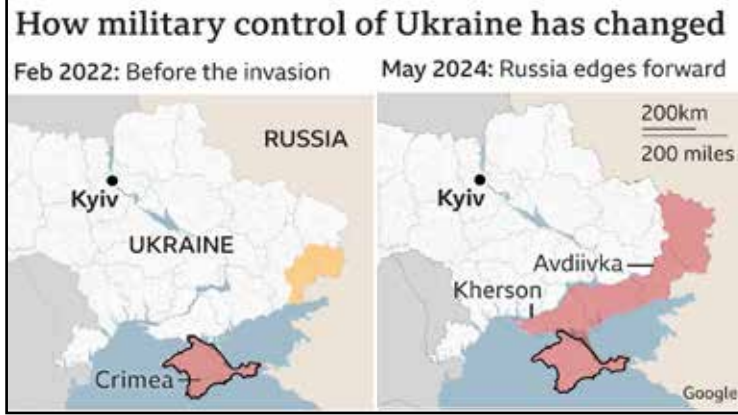 How military control of Ukraine has changed
Feb 2022: Before the invasion
RUSSIA
Kyiv
UKRAINE
Crimea
May 2024: Russia edges forward
200km
200 miles
Kyiv
Avdiivka
Kherson
Google